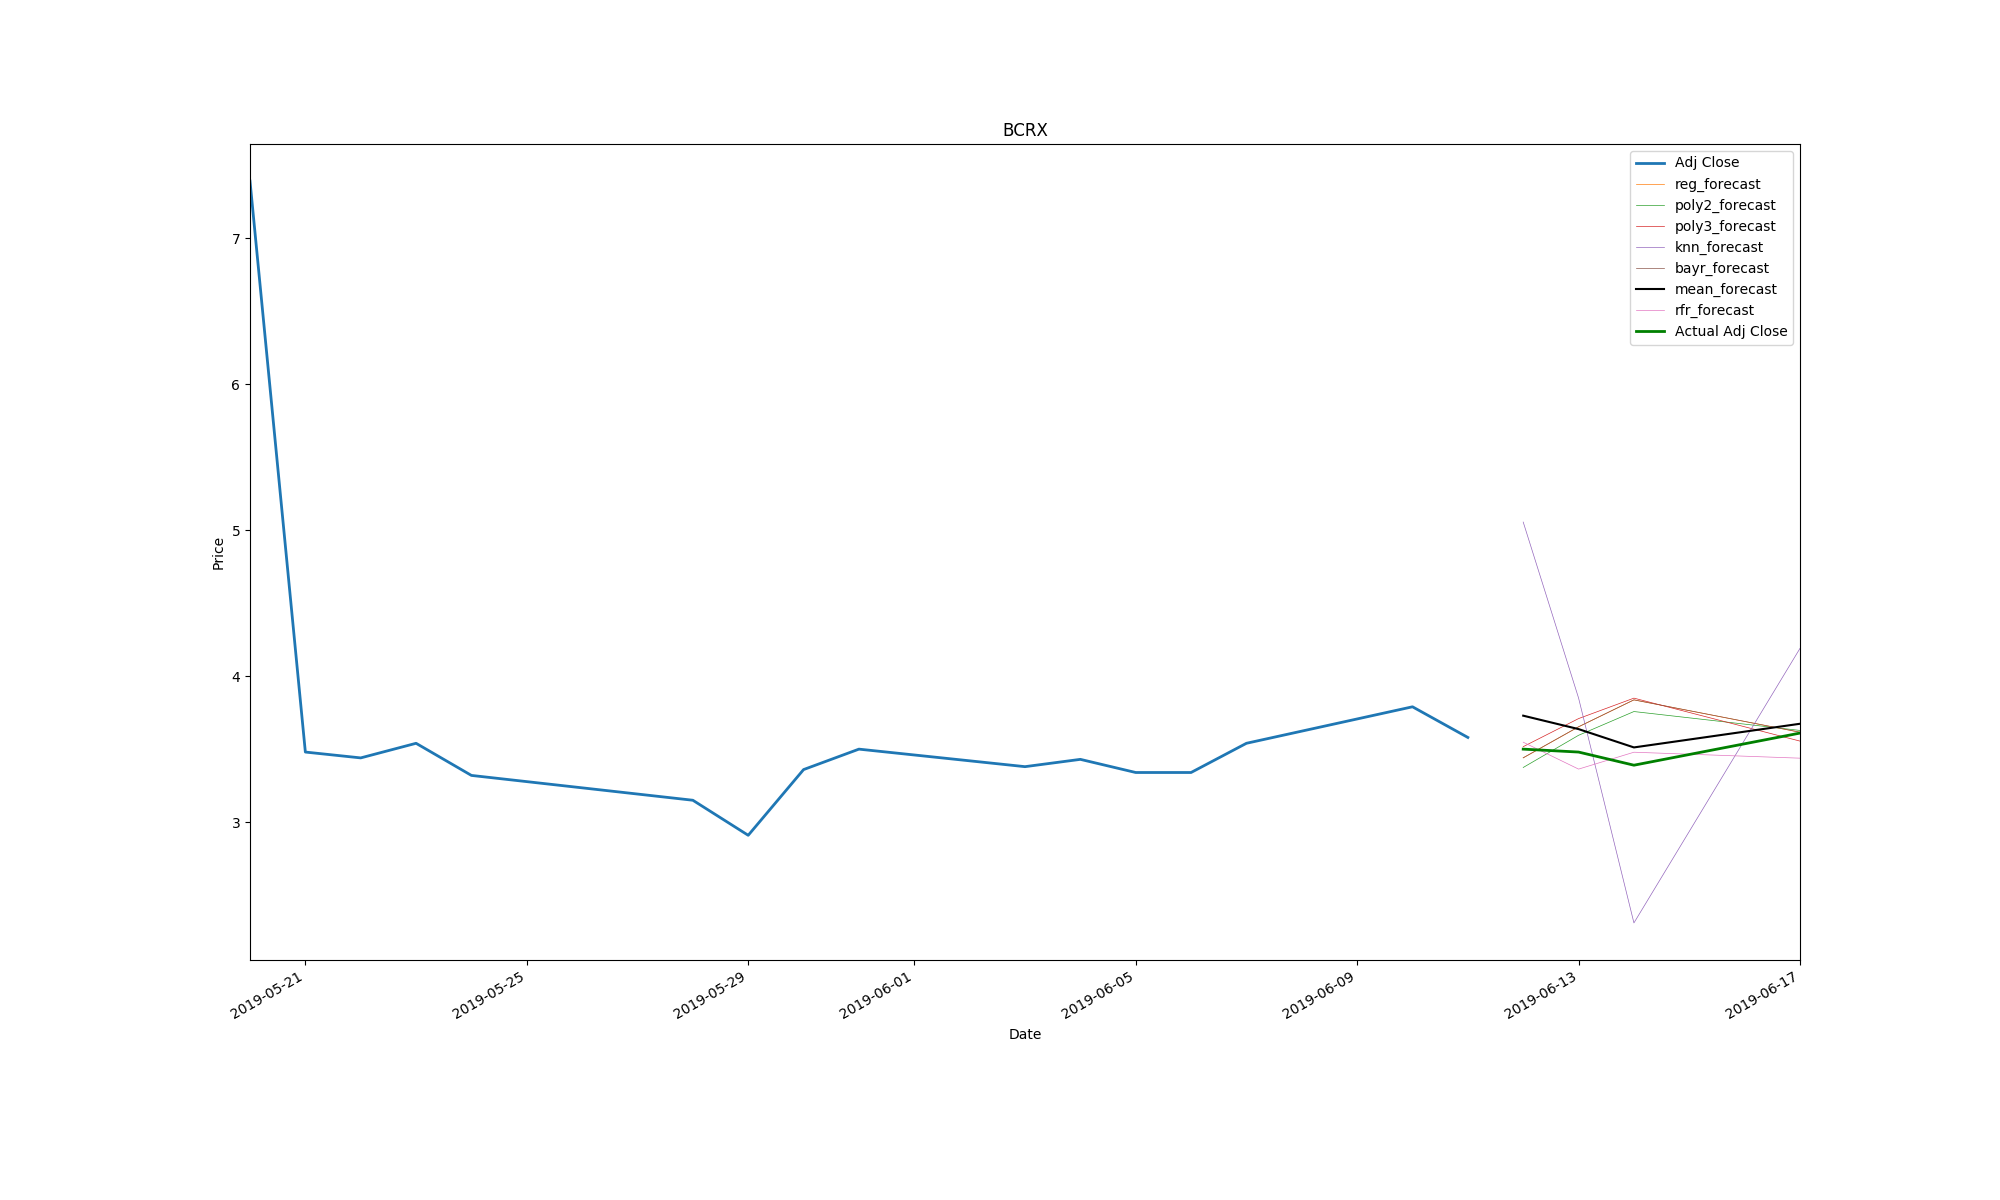 BCRX
Adj Close
reg_forecast
poly2_forecast
poly3_forecast
knn_forecast
bayr_forecast
mean_forecast
rfr_forecast
Actual Adj Close
7
6
5
4
3
Price
2019-05-21
2019-05-25
2019-05-29
2019-06-01
2019-06-05
2019-06-09
2019-06-13
2019-06-17
Date